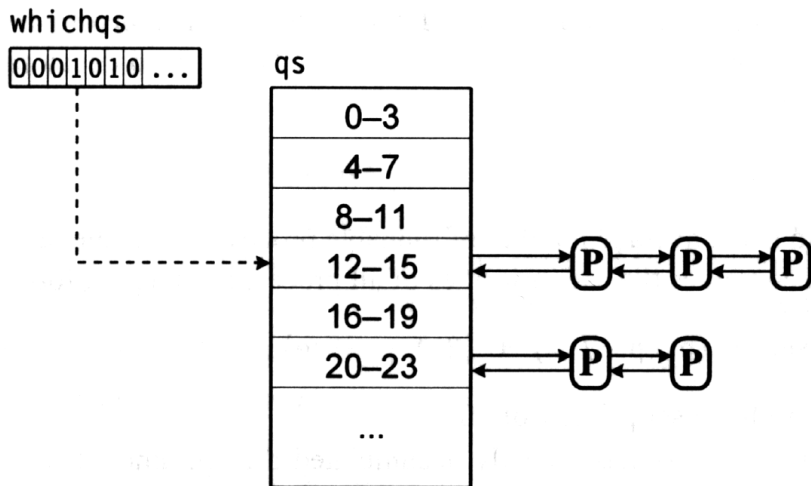 whichqs
0001010...
qs
0–3
4–7
8–11
12–15
P P P
16–19
20–23
P P
...